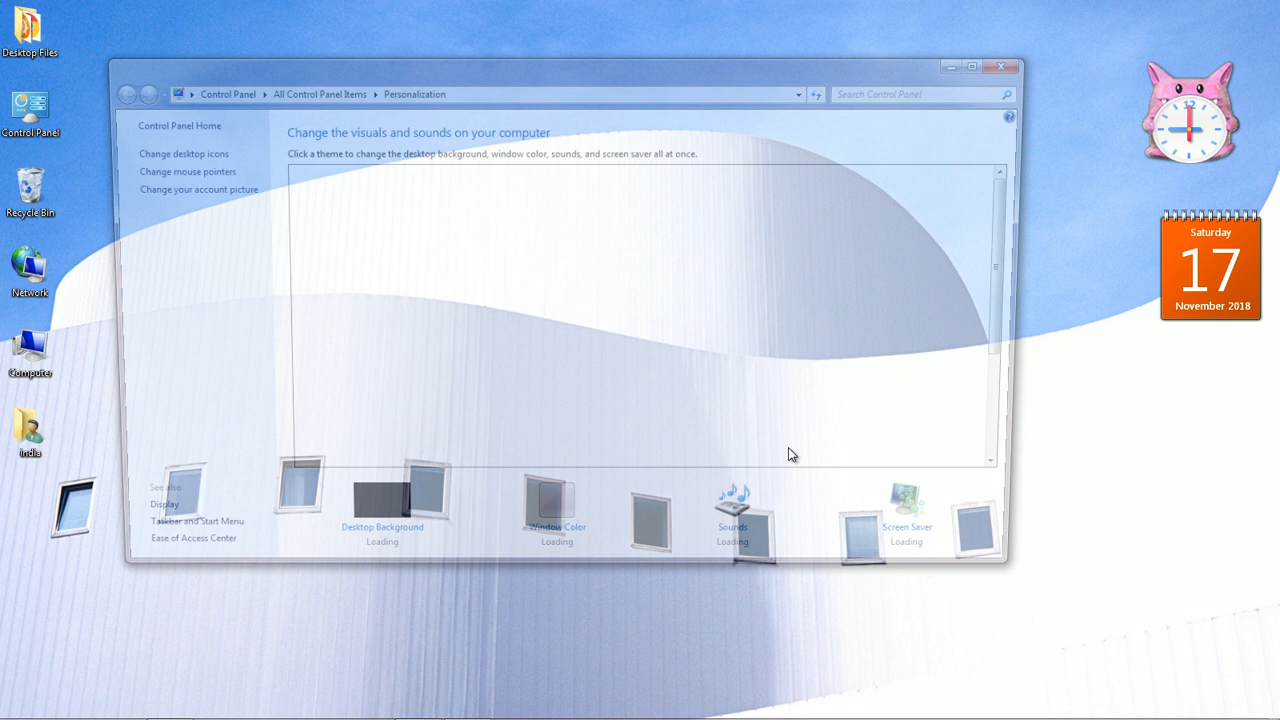 Desktop Files
Control Panel
Recycle Bin
Network
Computer
india
Control Panel
All Control Panel Items
Personalization
Search Control Panel
Control Panel Home
Change desktop icons
Change mouse pointers
Change your account picture
Change the visuals and sounds on your computer
Click a theme to change the desktop background, window color, sounds, and screen saver all at once.
See also
Display
Taskbar and Start Menu
Ease of Access Center
Desktop Background
Loading
Window Color
Loading
Sounds
Loading
Screen Saver
Loading
12
Saturday
17
November 2018